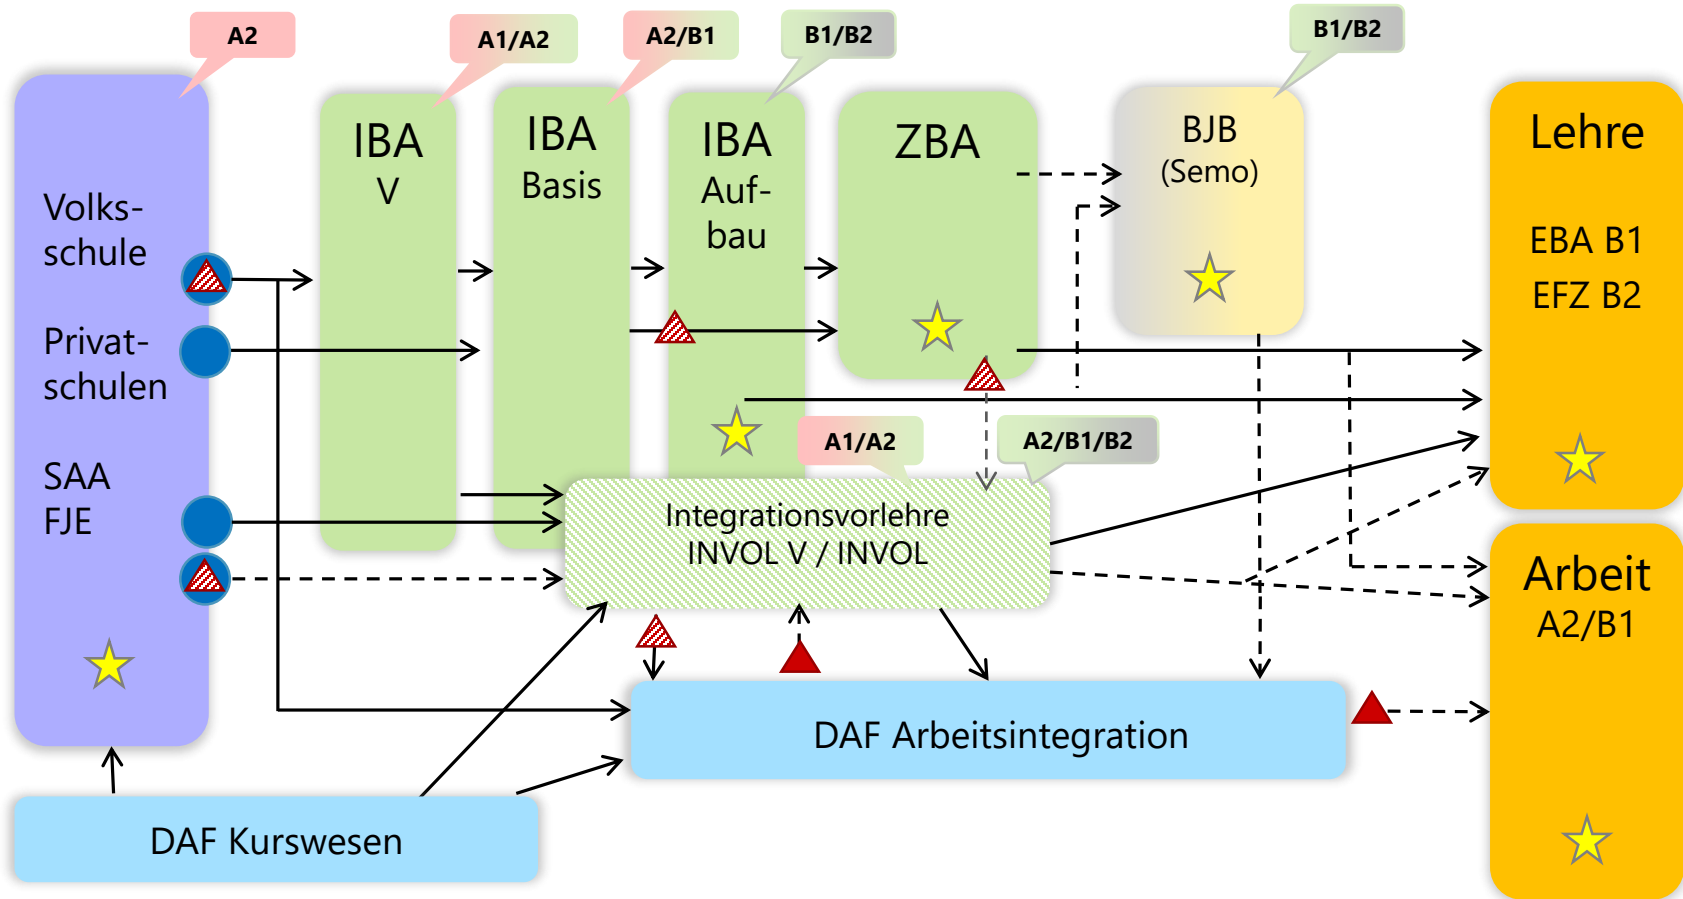 A2
A1/A2
A2/B1
B1/B2
B1/B2
Volks-
schule
Privat-
schulen
SAA
FJE
IBA
V
IBA
Basis
IBA
Auf-
bau
ZBA
BJB
(Semo)
Lehre
EBA B1
EFZ B2
A1/A2
A2/B1/B2
Integrationsvorlehre
INVOL V / INVOL
Arbeit
A2/B1
DAF Arbeitsintegration
DAF Kurswesen